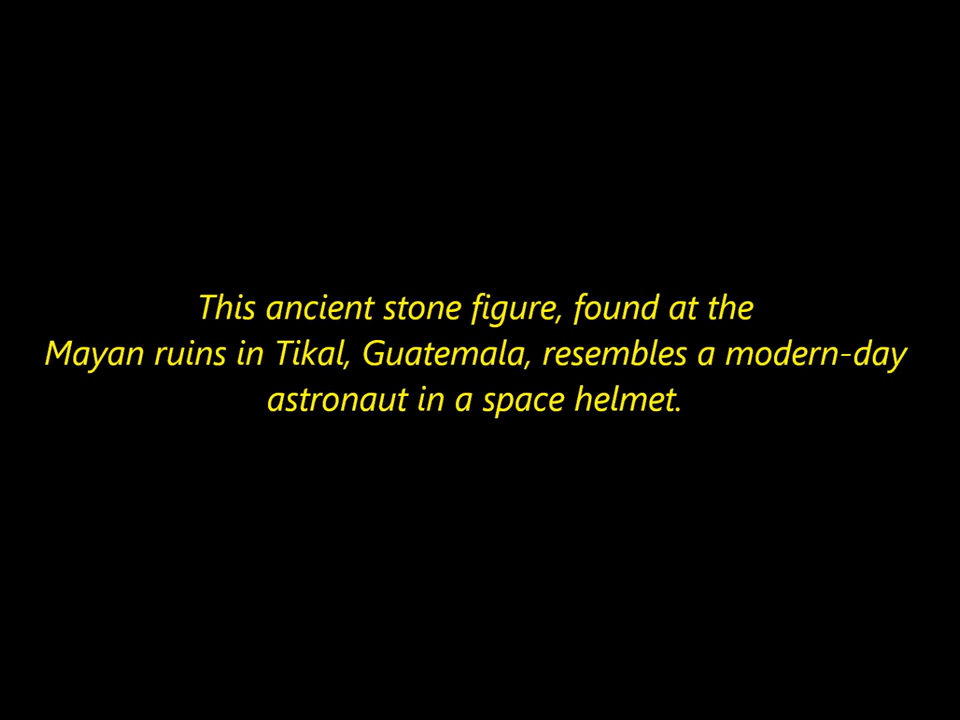 This ancient stone figure, found at the
Mayan ruins in Tikal, Guatemala, resembles a modern-day
astronaut in a space helmet.